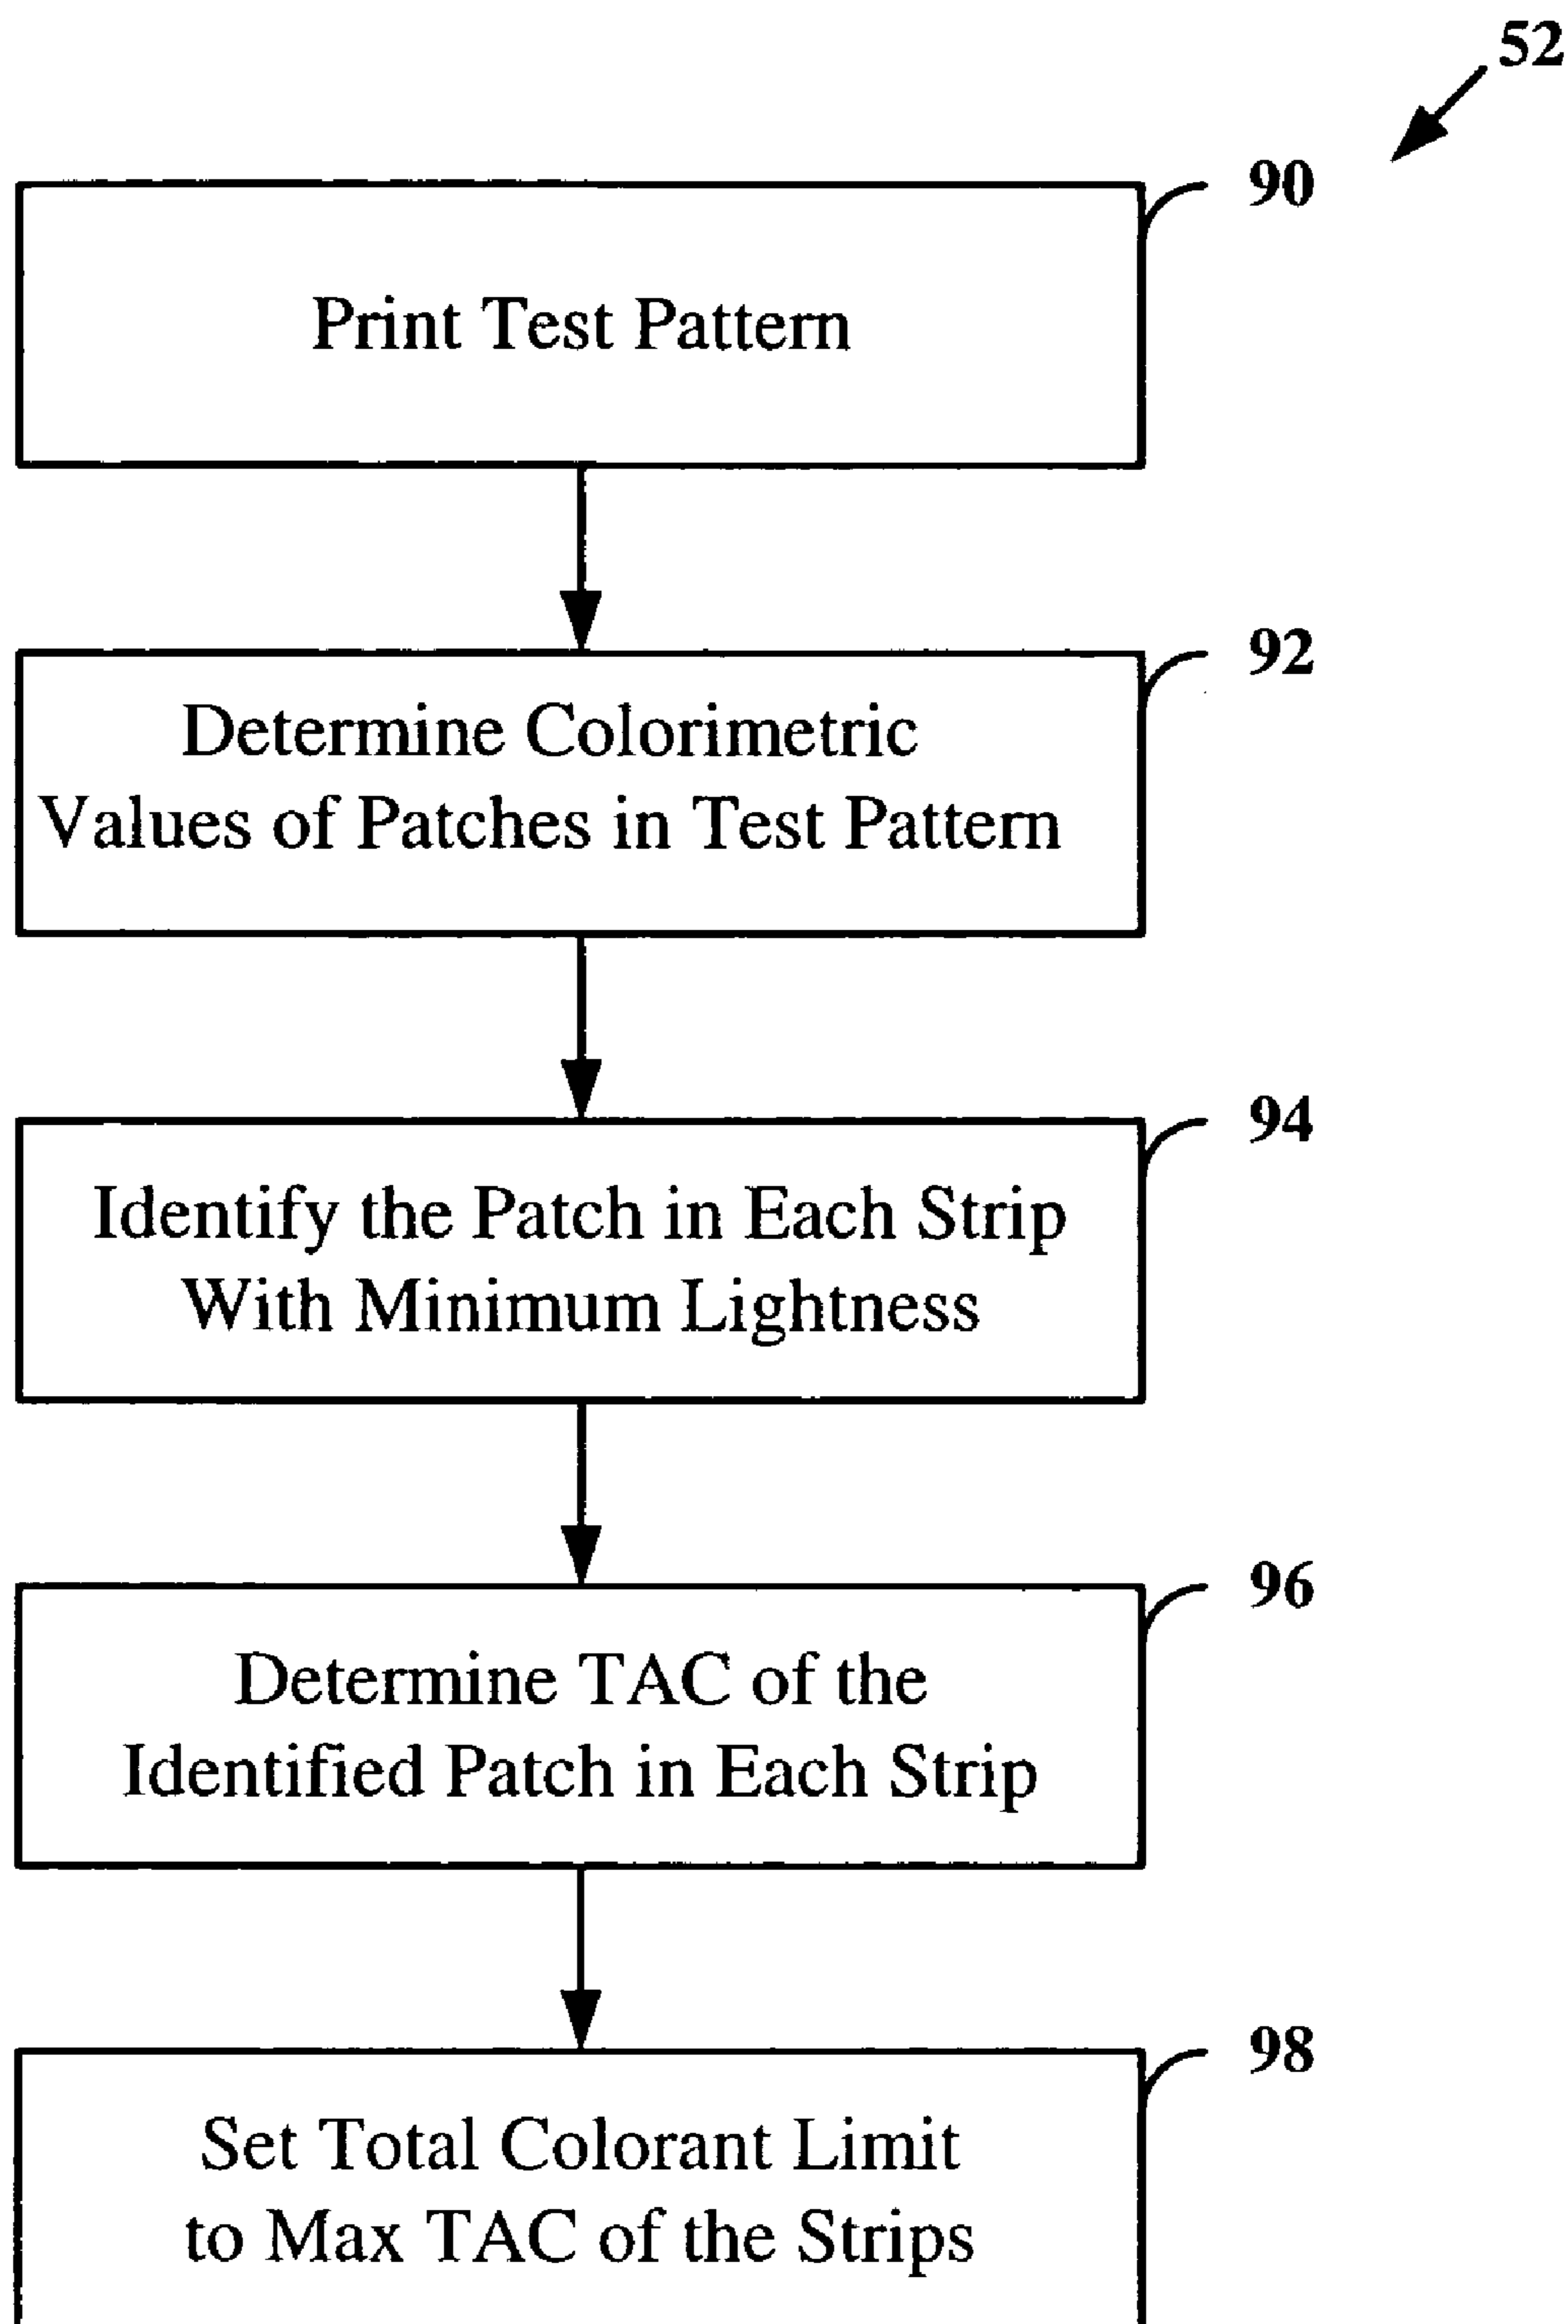 52
90
Print Test Pattern
92
Determine Colorimetric
Values of Patches in Test Pattern
94
Identify the Patch in Each Strip
With Minimum Lightness
96
Determine TAC of the
Identified Patch in Each Strip
98
Set Total Colorant Limit
to Max TAC of the Strips